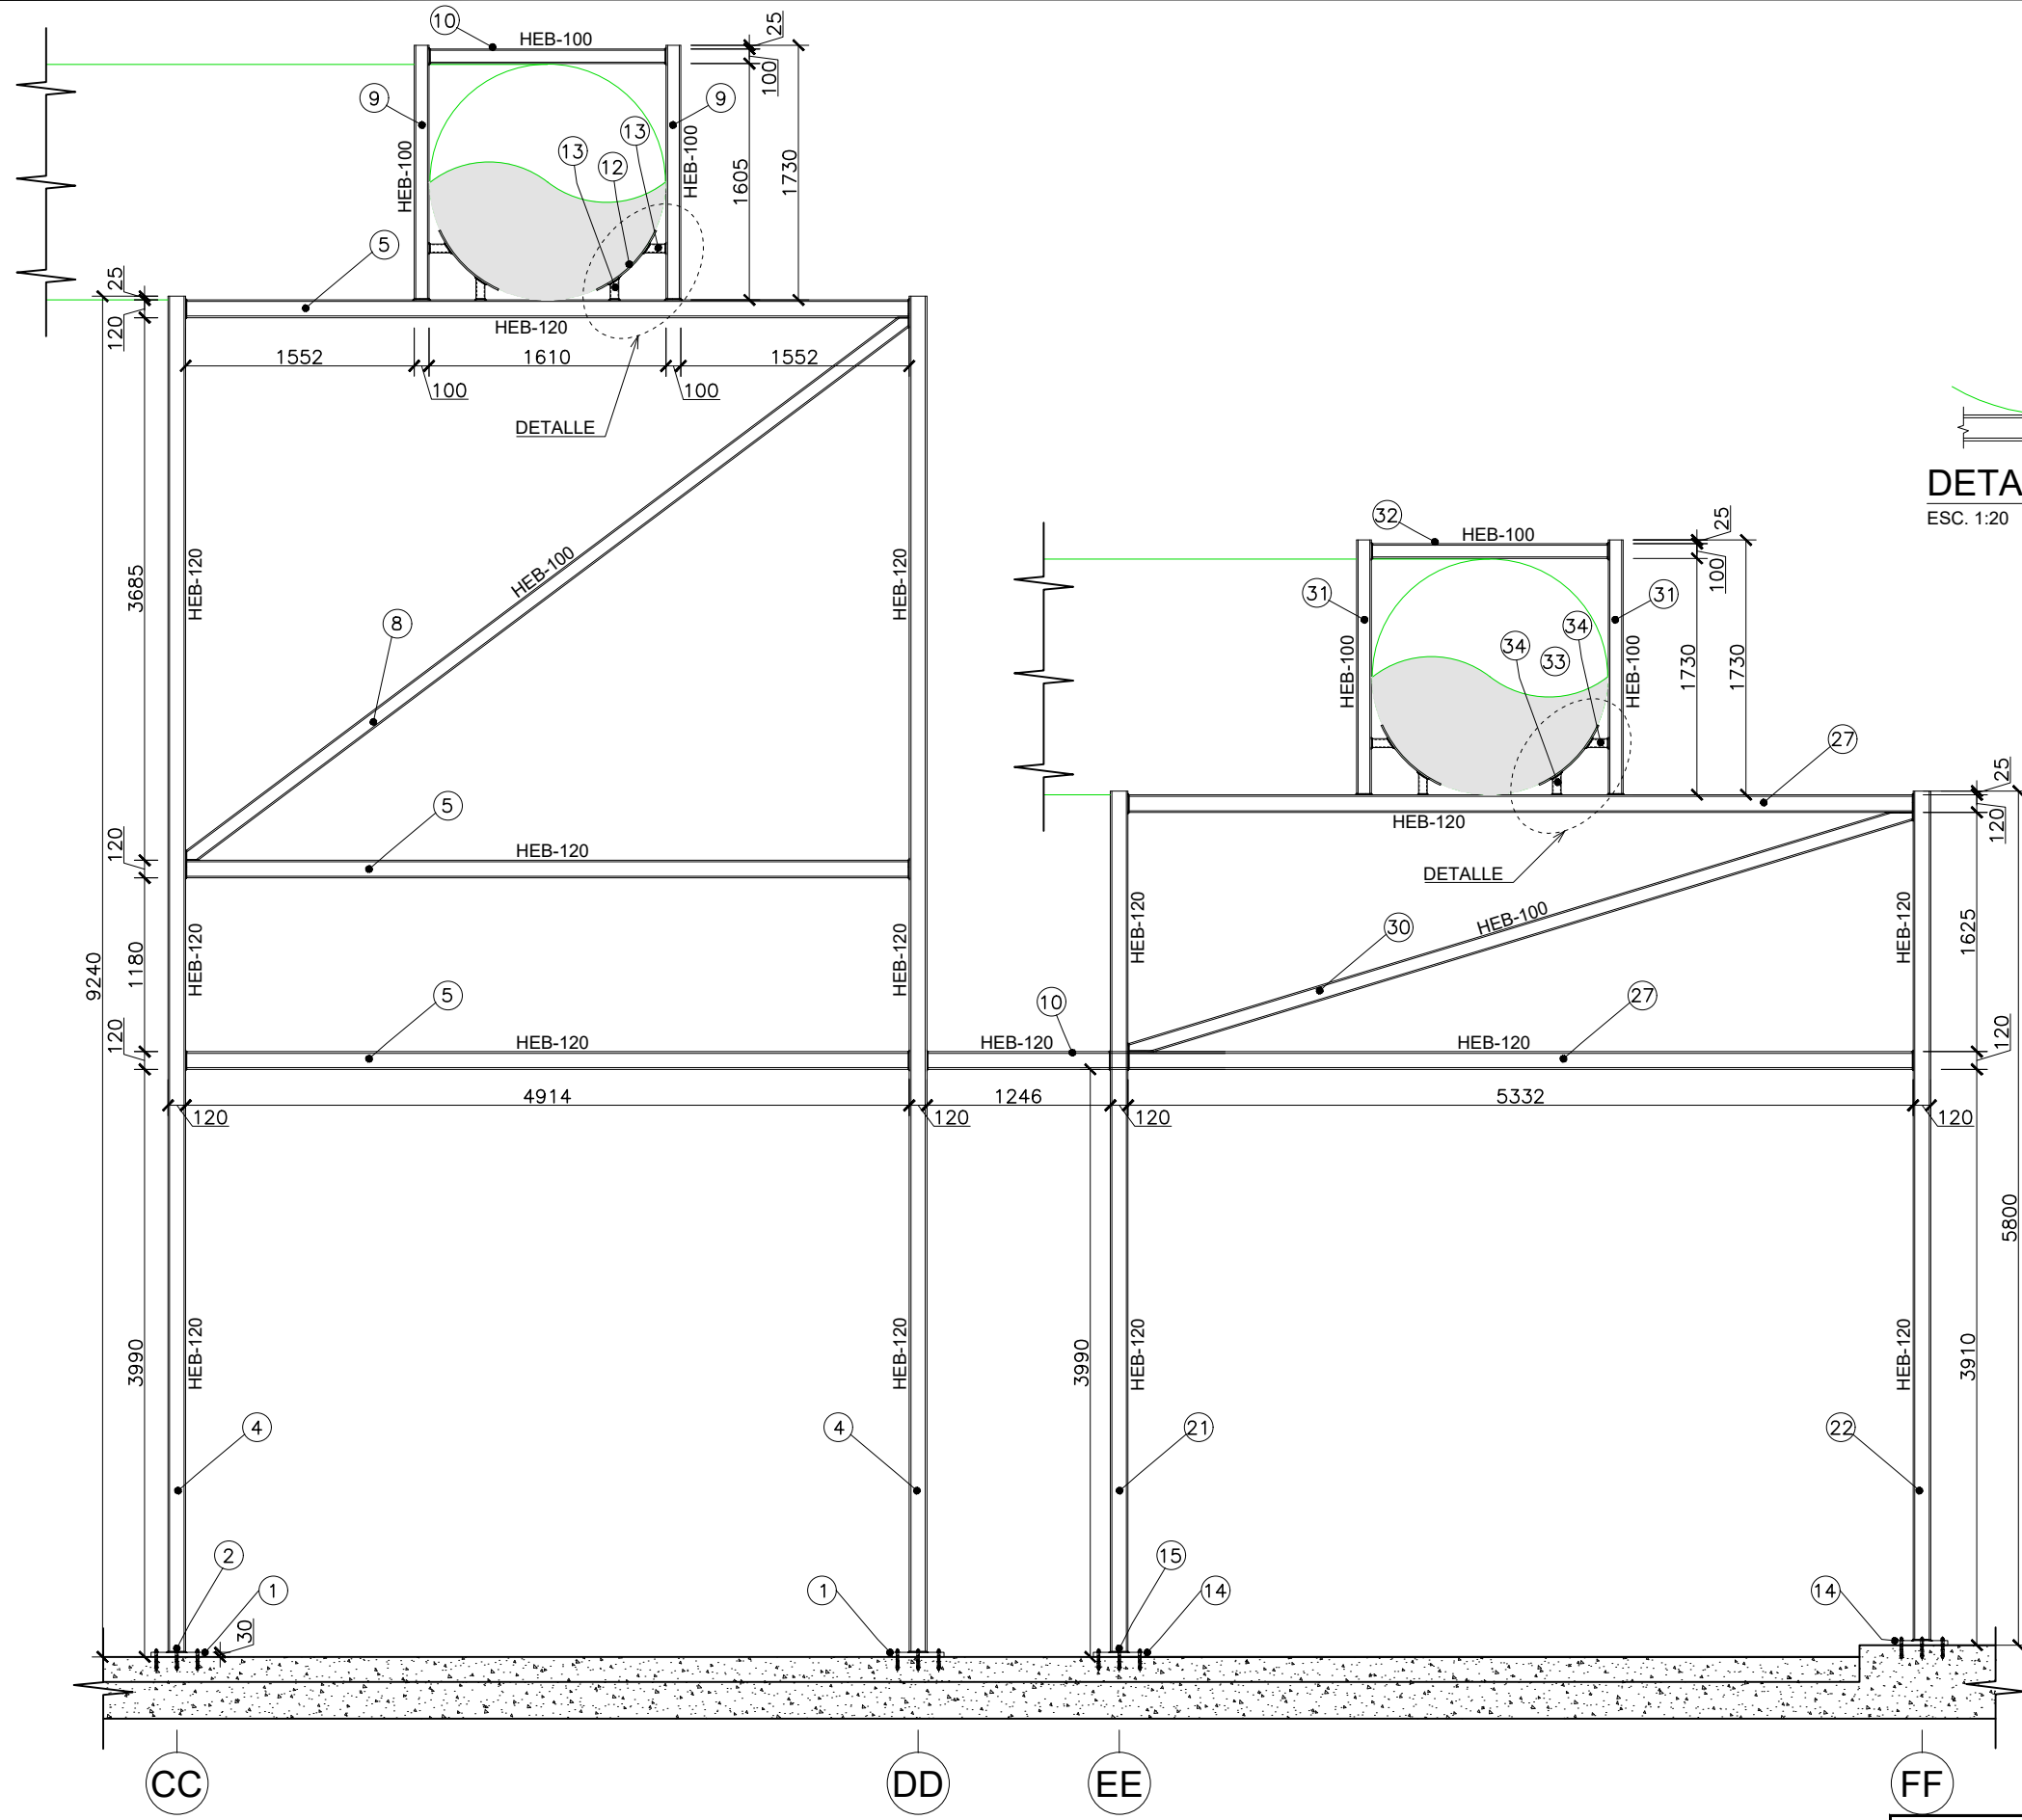 10
HEB-100
25
100
9
9
13
13
12
HEB-100
HEB-100
1605
1730
5
25
120
HEB-120
1552
1610
1552
100
100
DETALLE
DETA
ESC. 1:20
3685
HEB-120
HEB-100
HEB-120
8
32
HEB-100
25
100
31
31
34
34
33
HEB-100
HEB-100
1730
1730
27
25
120
HEB-120
DETALLE
5
HEB-120
120
9240
1180
HEB-120
HEB-120
HEB-120
HEB-100
30
HEB-120
1625
5
10
27
120
HEB-120
HEB-120
HEB-120
120
4914
1246
5332
120
120
120
120
5800
3990
HEB-120
HEB-120
3990
HEB-120
HEB-120
3910
4
4
21
22
2
1
30
1
15
14
14
CC
DD
EE
FF